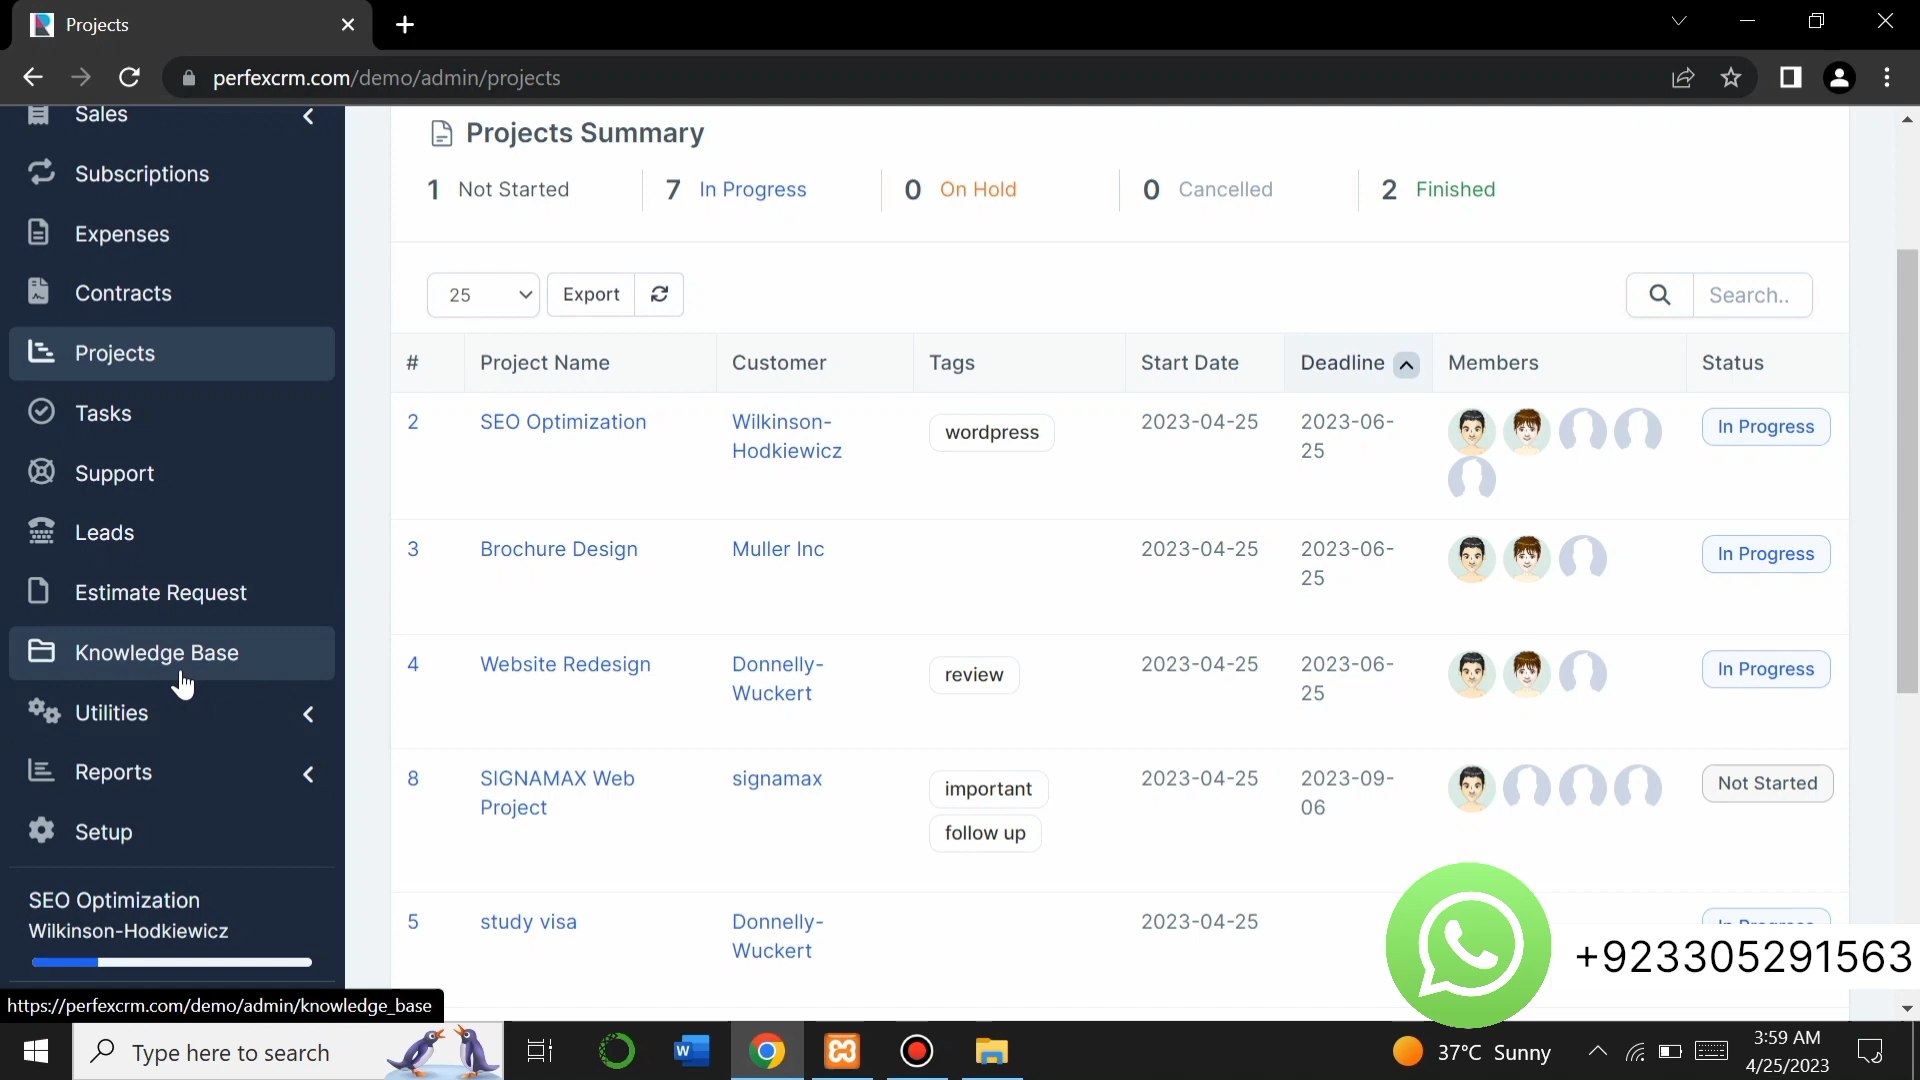 Projects
perfexcrm.com/demo/admin/projects
Sales
Subscriptions
Expenses
Contracts
Projects
Tasks
Support
Leads
Estimate Request
Knowledge Base
Utilities
Reports
Setup
SEO Optimization
Wilkinson-Hodkiewicz
https://perfexcrm.com/demo/admin/knowledge_base
Projects Summary
1 Not Started 7 In Progress 0 On Hold 0 Cancelled 2 Finished
25 Export Search..
# Project Name Customer Tags Start Date Deadline Members Status
2 SEO Optimization Wilkinson- wordpress 2023-04-25 2023-06- In Progress
Hodkiewicz 25
3 Brochure Design Muller Inc 2023-04-25 2023-06- In Progress
25
4 Website Redesign Donnelly- review 2023-04-25 2023-06- In Progress
Wuckert 25
8 SIGNAMAX Web signamax important 2023-04-25 2023-09- Not Started
Project follow up 06
5 study visa Donnelly- 2023-04-25 In Progress
Wuckert
+923305291563
Type here to search
37°C Sunny
3:59 AM
4/25/2023